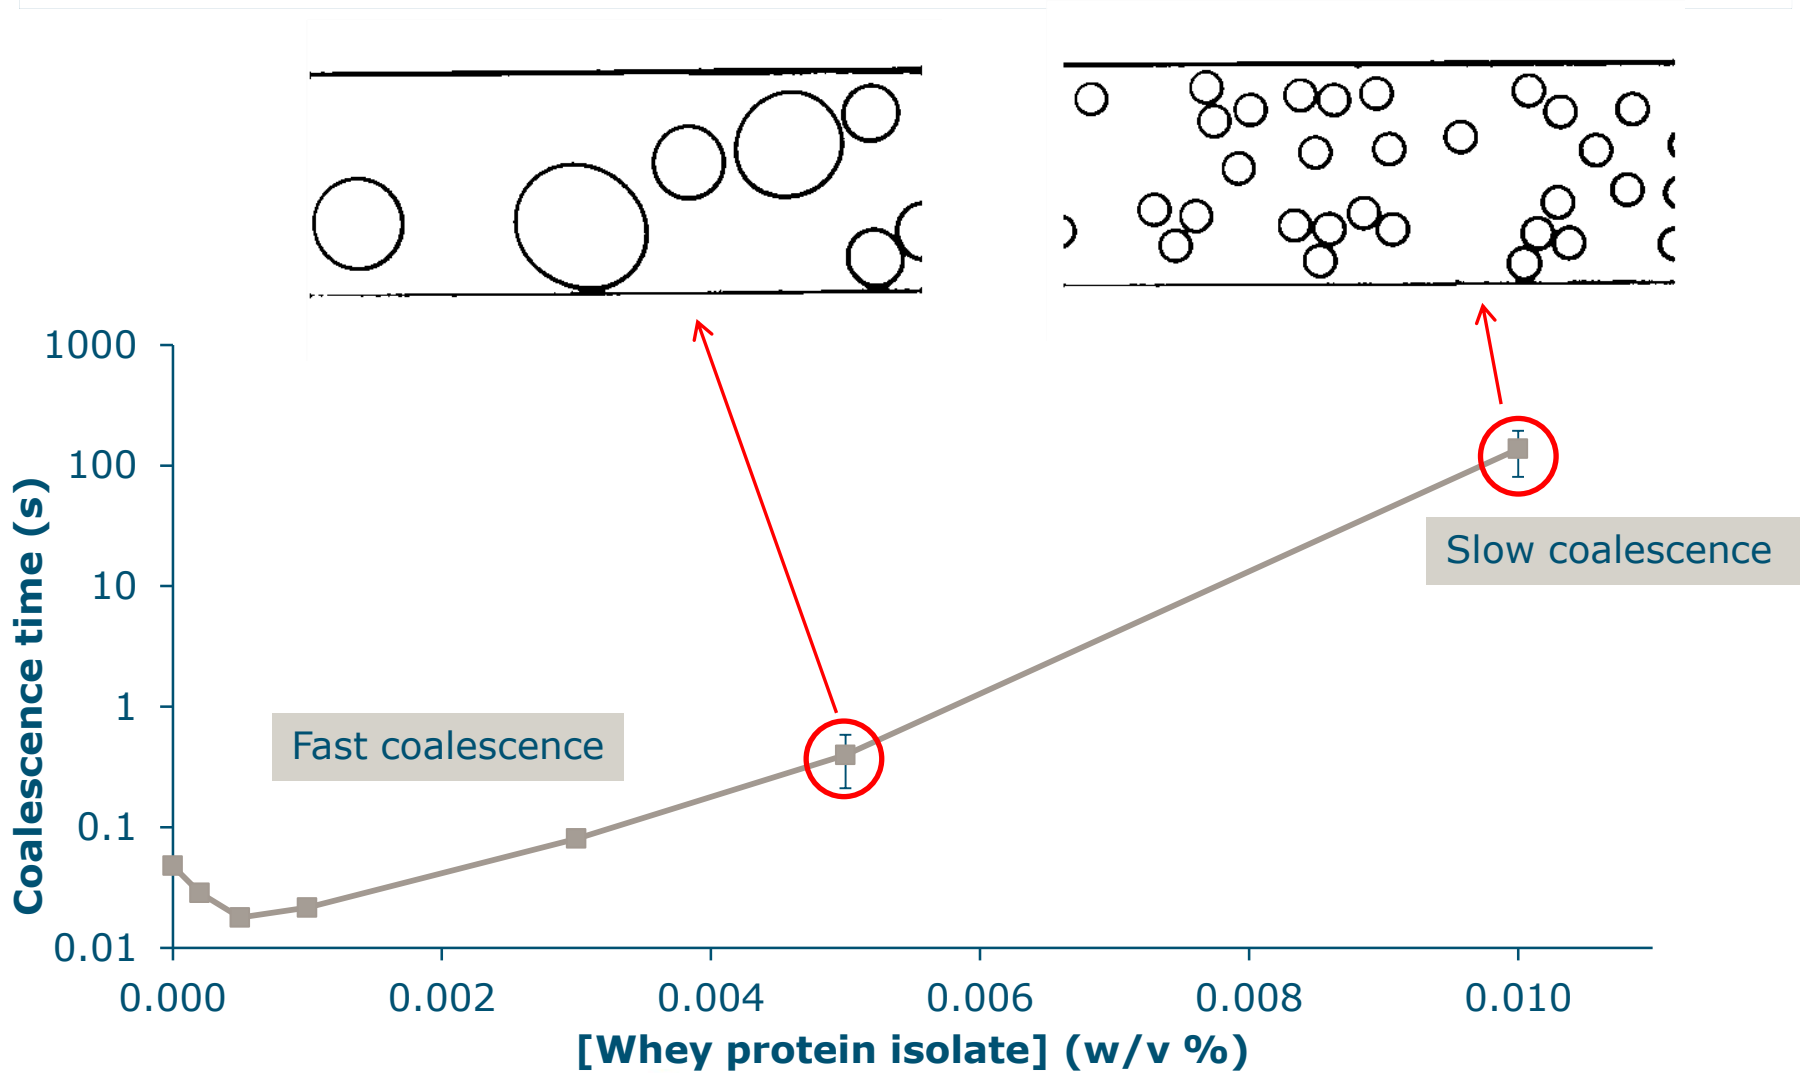 1000
100
10
1
0.1
0.01
Coalescence time (s)
Fast coalescence
Slow coalescence
0.000 0.002 0.004 0.006 0.008 0.010
[Whey protein isolate] (w/v %)